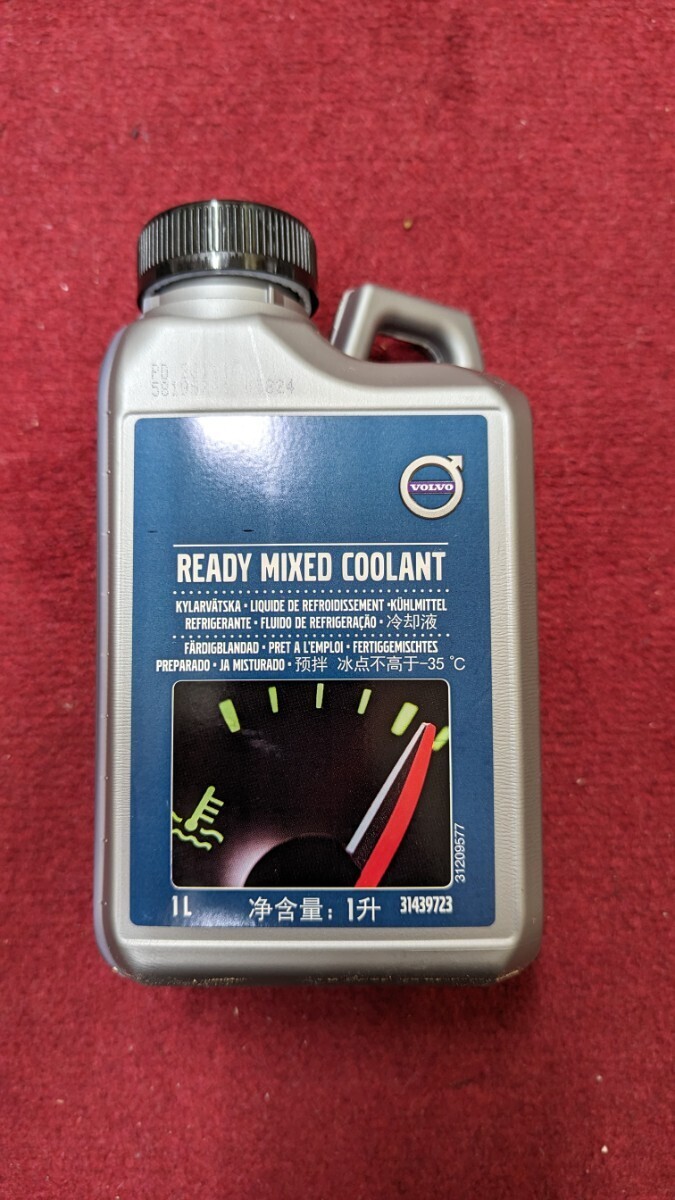 PD
VOLVO
READY MIXED COOLANT
KYLARVÄTSKA • LIQUIDE DE REFROIDISSEMENT •KÜHLMITTEL
REFRIGERANTE • FLUIDO DE REFRIGERAÇÃO • 冷却液
FÄRDIGBLANDAD • PRET A L'EMPLOI • FERTIGGEMISCHTES
PREPARADO • JA MISTURADO • 预拌 冰点不高于-35 °C
31209577
1L 净含量：1升 31439723